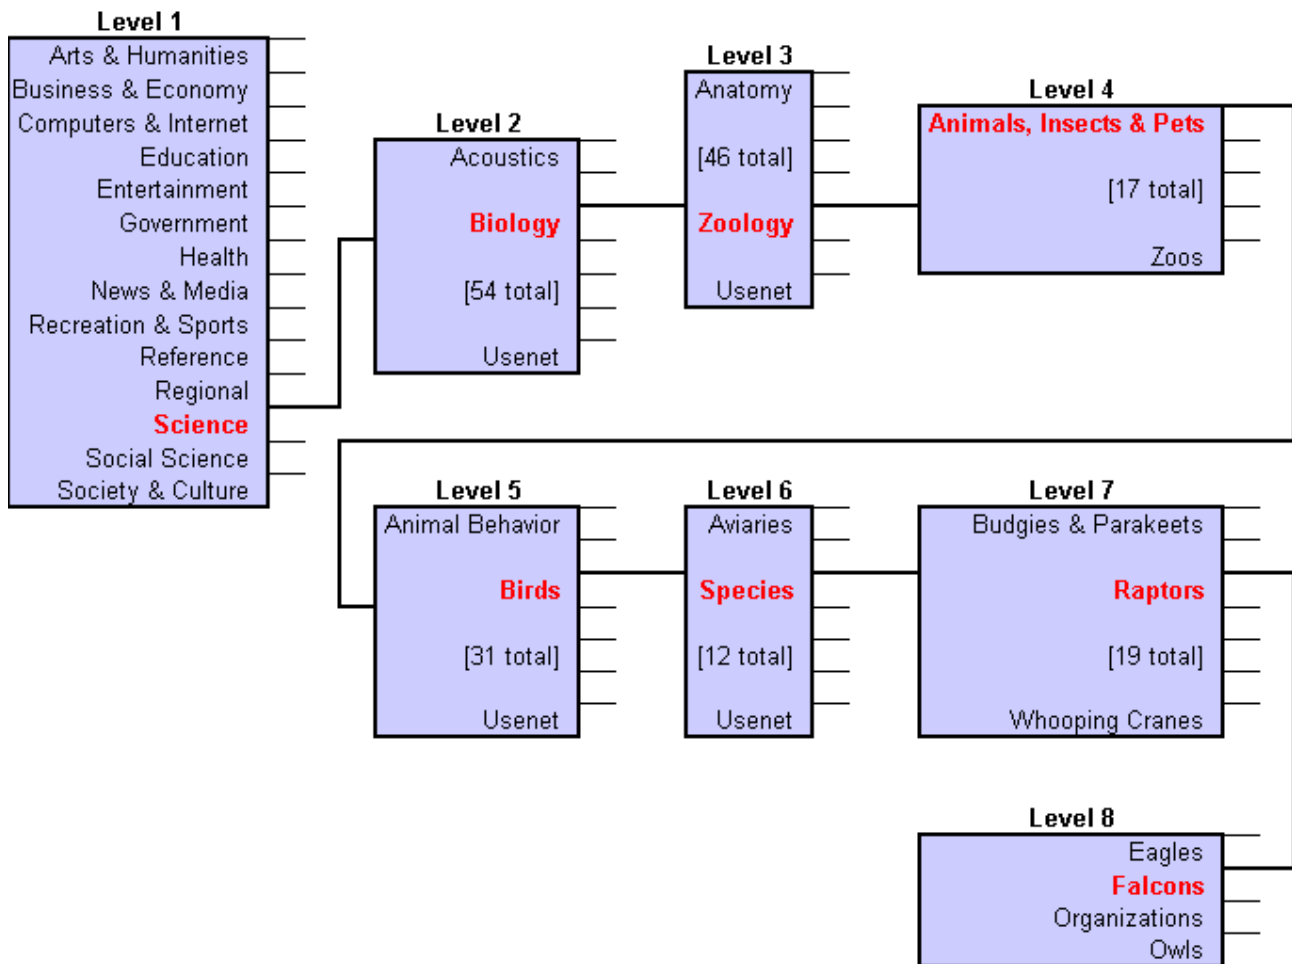 Level 1
Arts & Humanities
Business & Economy
Computers & Internet
Education
Entertainment
Government
Health
News & Media
Recreation & Sports
Reference
Regional
Science
Social Science
Society & Culture
Level 2
Acoustics
Biology
[54 total]
Usenet
Level 3
Anatomy
[46 total]
Zoology
Usenet
Level 4
Animals, Insects & Pets
[17 total]
Zoos
Level 5
Animal Behavior
Birds
[31 total]
Usenet
Level 6
Aviaries
Species
[12 total]
Usenet
Level 7
Budgies & Parakeets
Raptors
[19 total]
Whooping Cranes
Level 8
Eagles
Falcons
Organizations
Owls